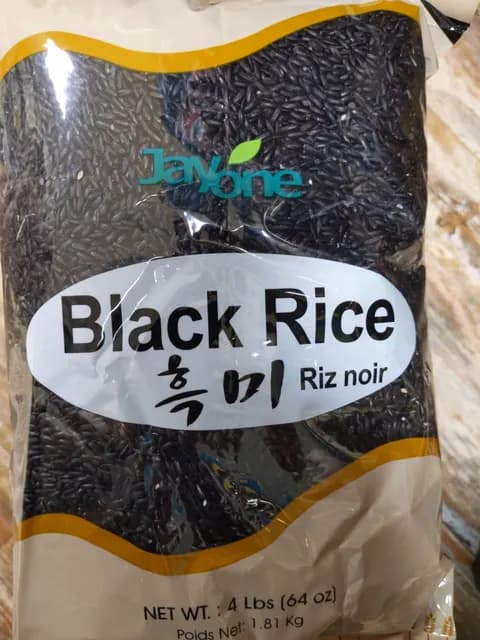 Jayone
Black Rice
흑미 Riz noir
NET WT. : 4 Lbs (64 oz)
Poids Net: 1.81 Kg